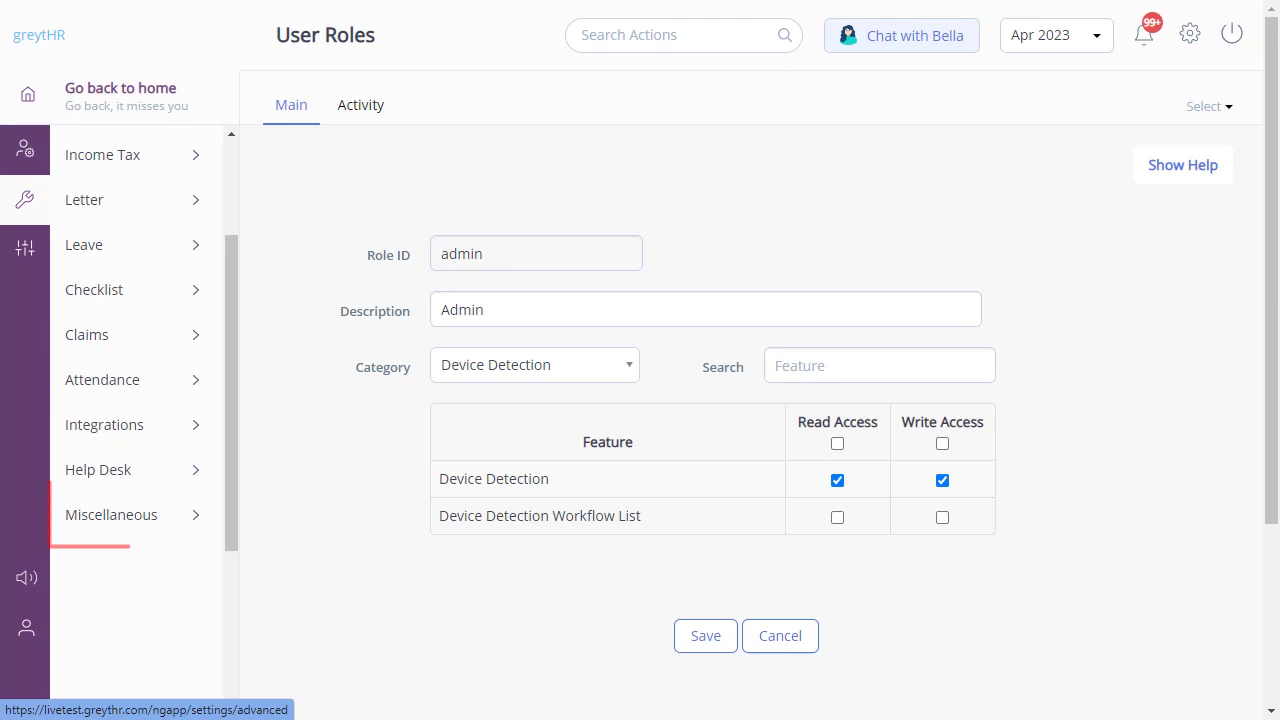 greytHR
User Roles
Search Actions
Chat with Bella
Apr 2023
99+
Go back to home
Go back, it misses you
Main
Activity
Select
Income Tax
Letter
Leave
Checklist
Claims
Attendance
Integrations
Help Desk
Miscellaneous
Show Help
Role ID
admin
Description
Admin
Category
Device Detection
Search
Feature
Feature
Read Access
Write Access
Device Detection
Device Detection Workflow List
Save
Cancel
https://livetest.greythr.com/ngapp/settings/advanced